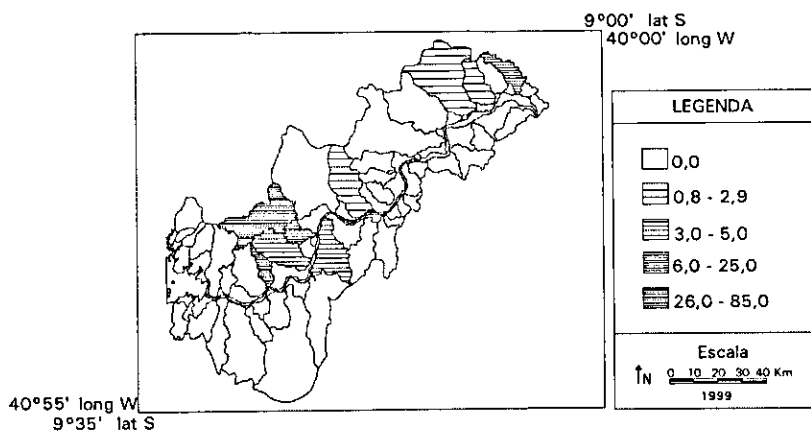 9°00' lat S
40°00' long W
LEGENDA
0,0
0,8 - 2,9
3,0 - 5,0
6,0 - 25,0
26,0 - 85,0
Escala
N 0 10 20 30 40 Km
1999
40°55' long W
9°35' lat S